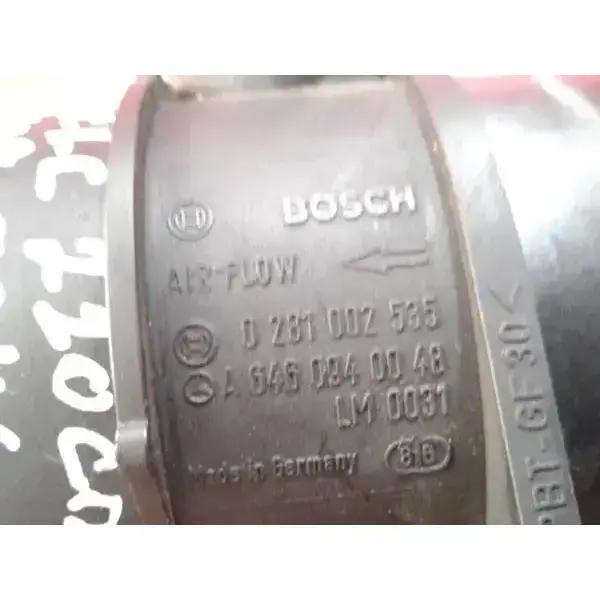 BOSCH
AIR FLOW
0 281 002 535
A 646 094 00 48
LM 0031
Made in Germany 816
PBT-GF30<